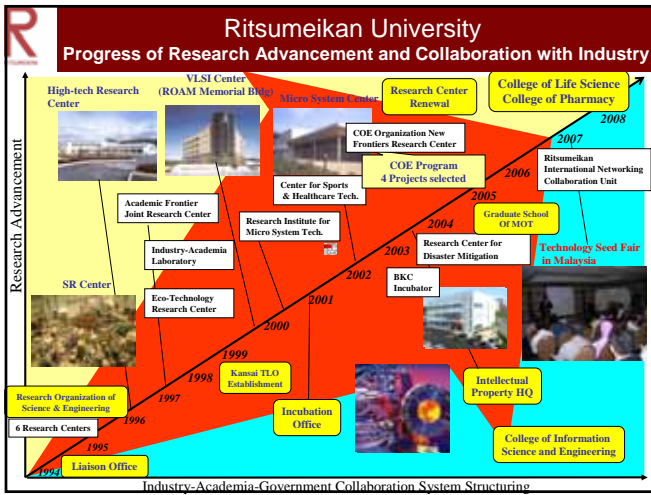 R
Ritsumeikan University
Progress of Research Advancement and Collaboration with Industry
High-tech Research
Center
VLSI Center
(ROAM Memorial Bldg)
Micro System Center
Research Center
Renewal
College of Life Science
College of Pharmacy
2008
2007
COE Organization New
Frontiers Research Center
COE Program
4 Projects selected
2006
Ritsumeikan
International Networking
Collaboration Unit
Center for Sports
& Healthcare Tech.
2005
Academic Frontier
Joint Research Center
Research Institute for
Micro System Tech.
2004
Graduate School
Of MOT
Industry-Academia
Laboratory
2003
Research Center for
Disaster Mitigation
Technology Seed Fair
in Malaysia
2002
BKC
Incubator
SR Center
Eco-Technology
Research Center
2001
2000
1999
1998
Kansai TLO
Establishment
1997
Intellectual
Property HQ
Research Organization of
Science & Engineering
1996
Incubation
Office
6 Research Centers
1995
College of Information
Science and Engineering
1994
Liaison Office
Research Advancement
Industry-Academia-Government Collaboration System Structuring